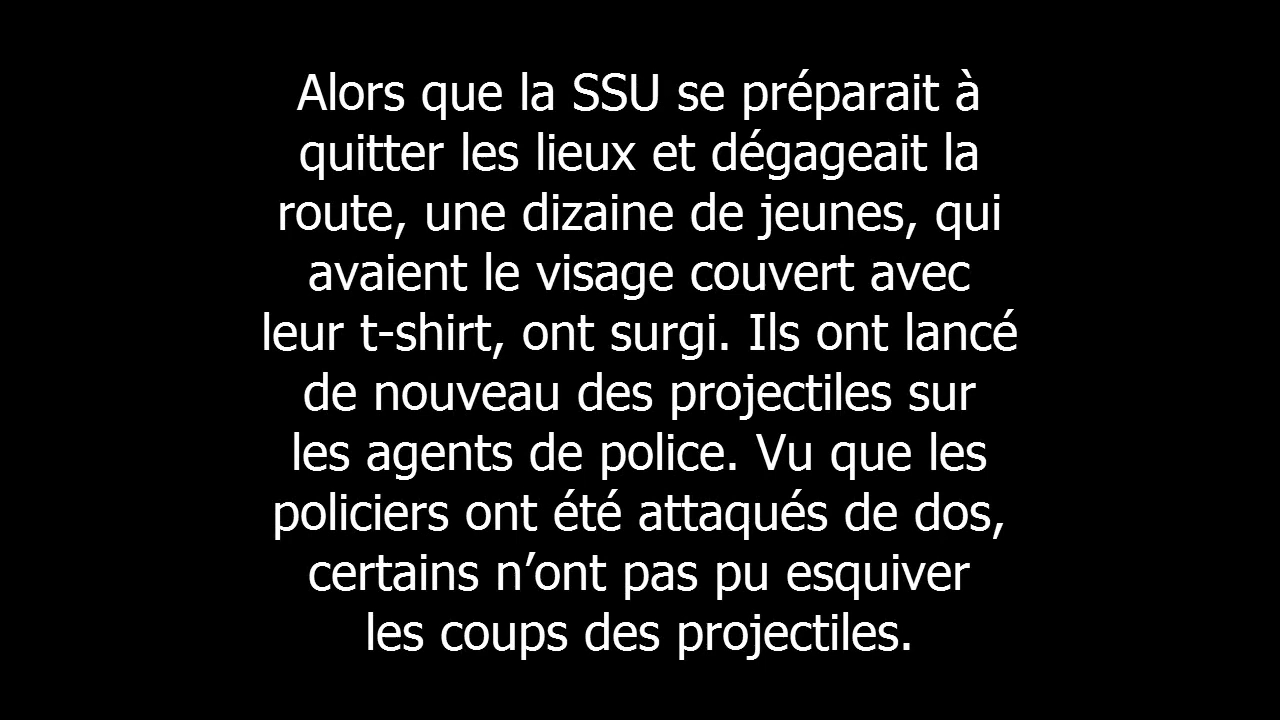 Alors que la SSU se préparait à
quitter les lieux et dégageait la
route, une dizaine de jeunes, qui
avaient le visage couvert avec
leur t-shirt, ont surgi. Ils ont lancé
de nouveau des projectiles sur
les agents de police. Vu que les
policiers ont été attaqués de dos,
certains n’ont pas pu esquiver
les coups des projectiles.